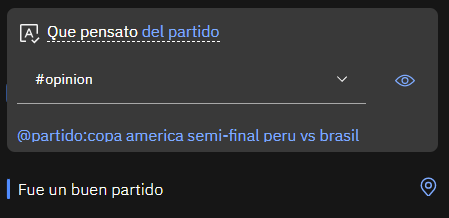 Que pensato del partido
#opinion
@partido:copa america semi-final peru vs brasil
Fue un buen partido